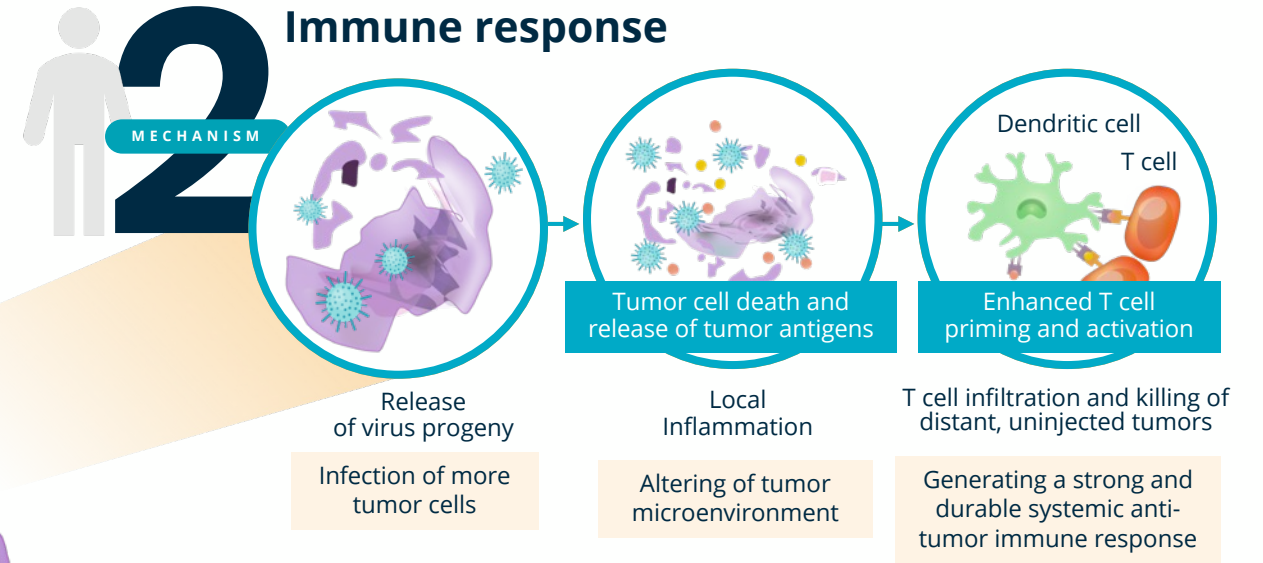 Immune response
2
MECHANISM
Dendritic cell
T cell
Tumor cell death and
release of tumor antigens
Enhanced T cell
priming and activation
Release
of virus progeny
Local
Inflammation
T cell infiltration and killing of
distant, uninjected tumors
Infection of more
tumor cells
Altering of tumor
microenvironment
Generating a strong and
durable systemic anti-
tumor immune response